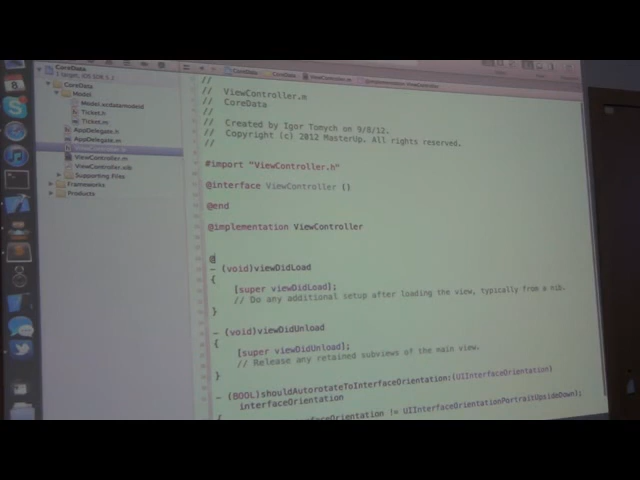 CoreData
CoreData
Model
Model.xcdatamodeld
Ticket.h
Ticket.m
AppDelegate.h
AppDelegate.m
ViewController.m
ViewController.xib
Supporting Files
Frameworks
Products
//
// ViewController.m
// CoreData
//
// Created by Igor Tomych on 9/8/12.
// Copyright (c) 2012 MasterUp. All rights reserved.
//
#import "ViewController.h"
@interface ViewController ()
@end
@implementation ViewController
@
- (void)viewDidLoad
{
[super viewDidLoad];
// Do any additional setup after loading the view, typically from a nib.
}
- (void)viewDidUnload
{
[super viewDidUnload];
// Release any retained subviews of the main view.
}
- (BOOL)shouldAutorotateToInterfaceOrientation:(UIInterfaceOrientation)
interfaceOrientation
{
rfaceOrientation != UIInterfaceOrientationPortraitUpsideDown);